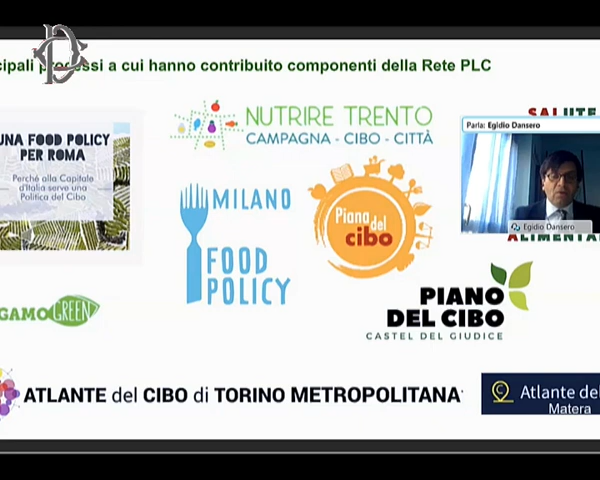 cipali processi a cui hanno contribuito componenti della Rete PLC
UNA FOOD POLICY
PER ROMA
Perché alla Capitale
d'Italia serve una
Politica del Cibo
NUTRIRE TRENTO
CAMPAGNA - CIBO - CITTÀ
SALUTE
Parla: Egidio Dansero
Egidio Dansero
ALIMENTA
MILANO
FOOD
POLICY
Piano
del
cibo
GAMO GREEN
PIANO
DEL CIBO
CASTEL DEL GIUDICE
ATLANTE del CIBO di TORINO METROPOLITANA
Atlante del
Matera